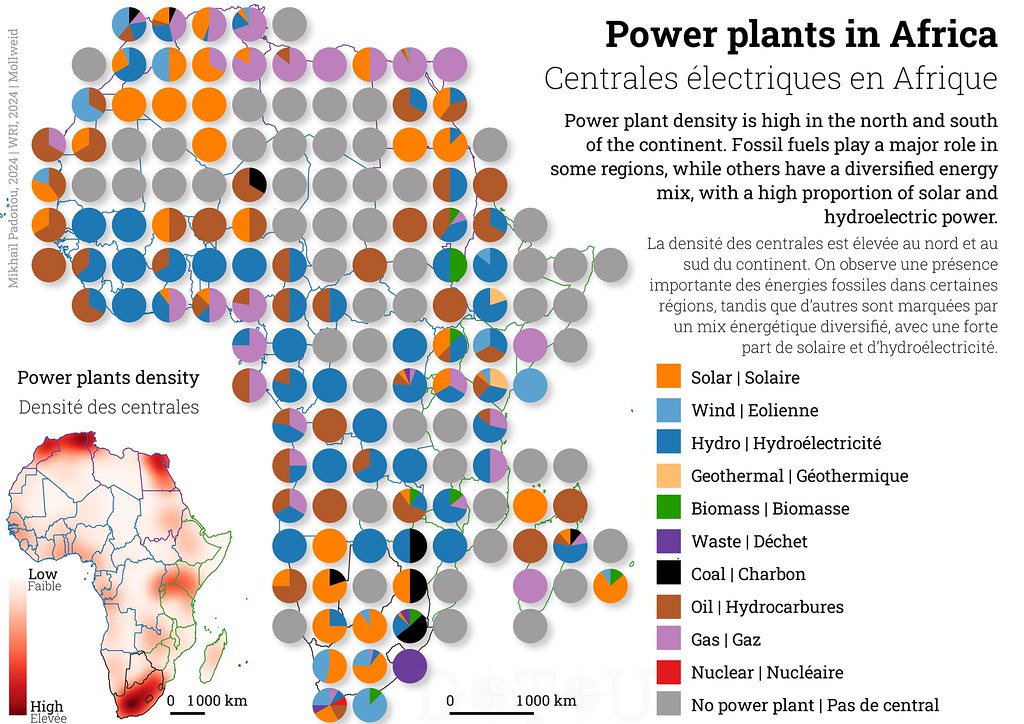 Power plants in Africa
Centrales électriques en Afrique
Power plant density is high in the north and south
of the continent. Fossil fuels play a major role in
some regions, while others have a diversified energy
mix, with a high proportion of solar and
hydroelectric power.
La densité des centrales est élevée au nord et au
sud du continent. On observe une présence
importante des énergies fossiles dans certaines
régions, tandis que d'autres sont marquées par
un mix énergétique diversifié, avec une forte
part de solaire et d'hydroélectricité.
Mikhaïl Padonou, 2024 | WRI, 2024 | Mollweid
Power plants density
Densité des centrales
Low
Faible
High
Elevée
0 1000 km
0 1000 km
Solar | Solaire
Wind | Eolienne
Hydro | Hydroélectricité
Geothermal | Géothermique
Biomass | Biomasse
Waste | Déchet
Coal | Charbon
Oil | Hydrocarbures
Gas | Gaz
Nuclear | Nucléaire
No power plant | Pas de central